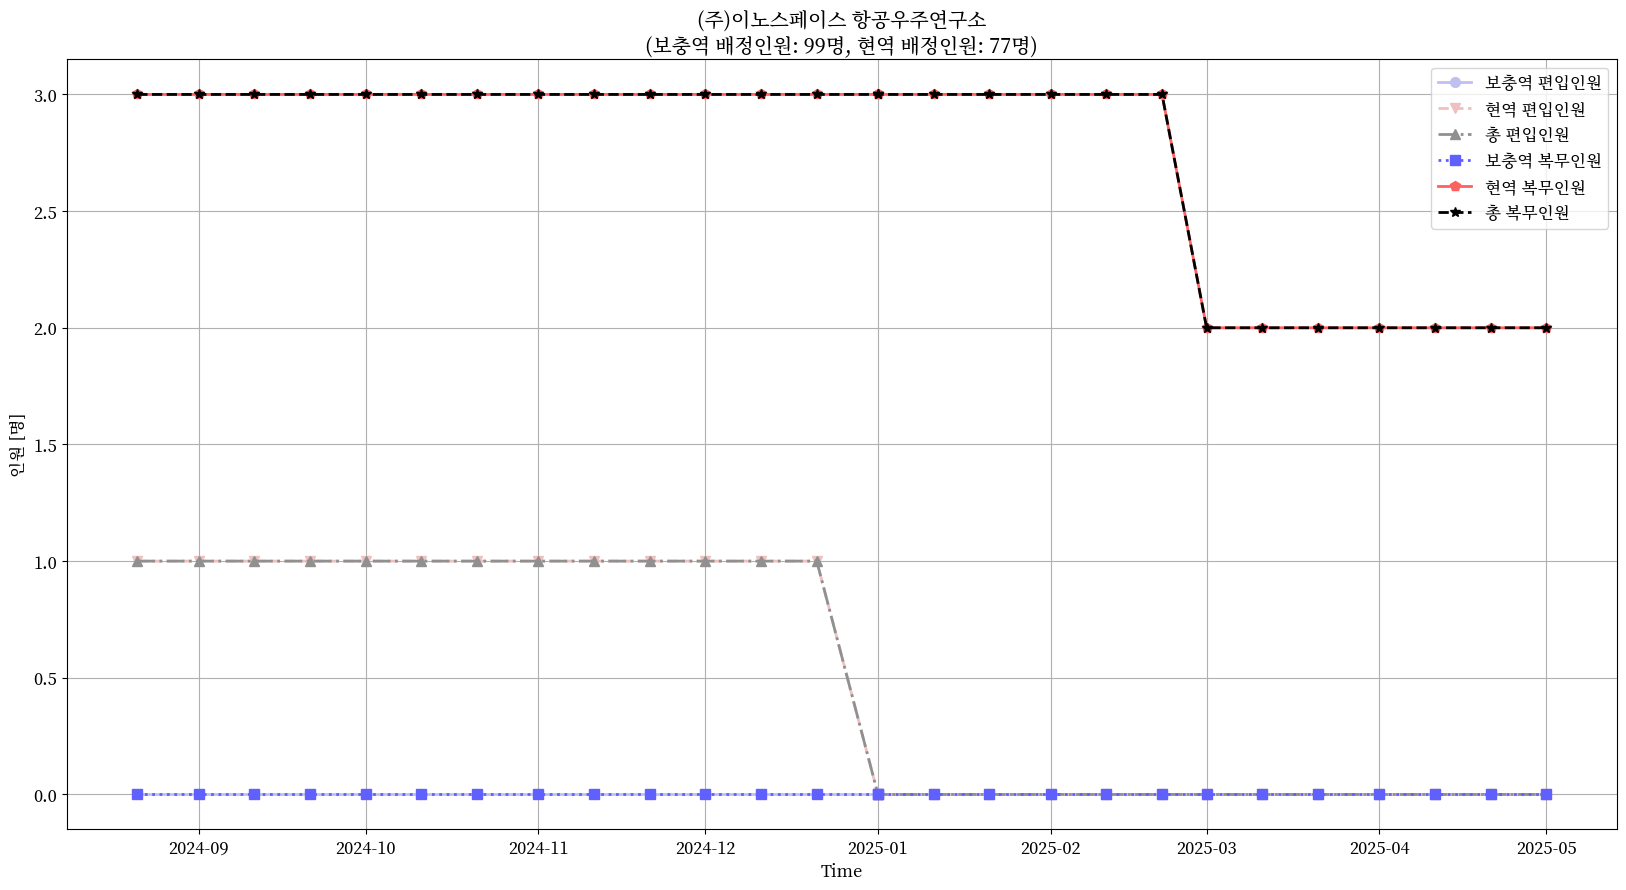 (주)이노스페이스 항공우주연구소
(보충역 배정인원: 99명, 현역 배정인원: 77명)
보충역 편입인원
현역 편입인원
총 편입인원
보충역 복무인원
현역 복무인원
총 복무인원
3.0
2.5
2.0
1.5
1.0
0.5
0.0
인원 [명]
2024-09 2024-10 2024-11 2024-12 2025-01 2025-02 2025-03 2025-04 2025-05
Time